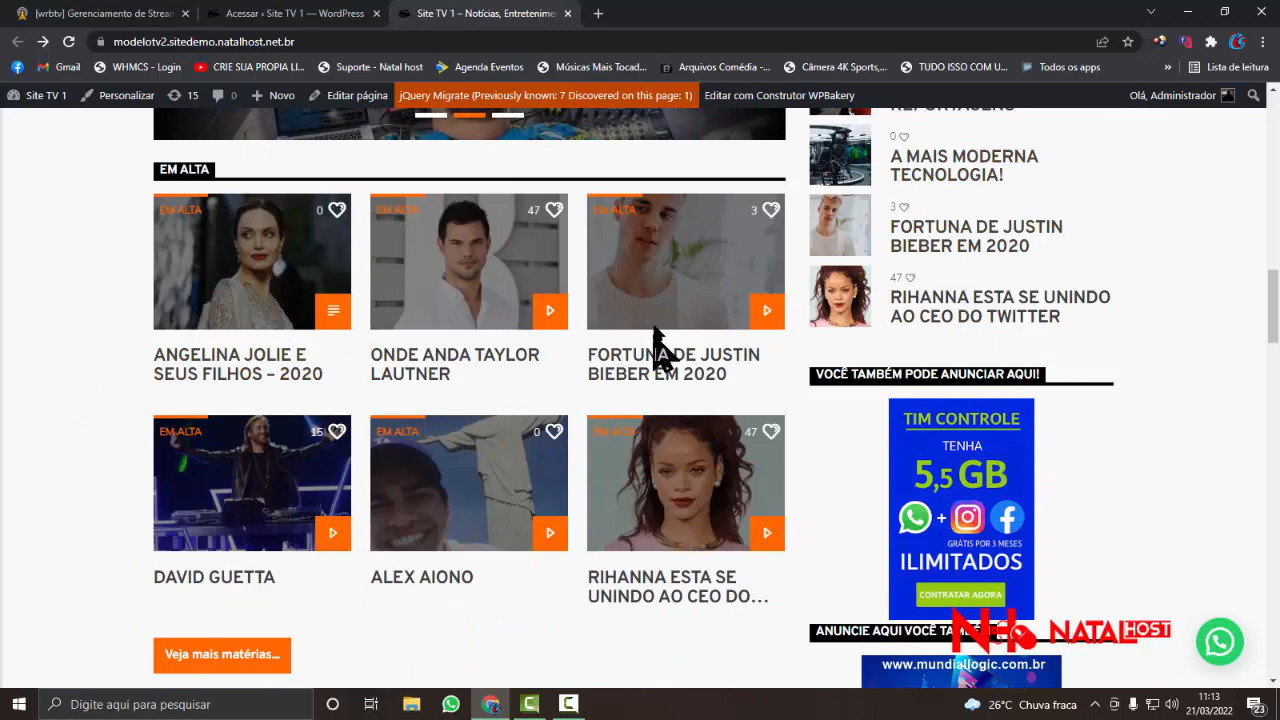 [wrbtv] Gerenciamento de Strean
Acessar ‹ Site TV 1 — WordPress
Site TV 1 – Notícias, Entretenime
modelotv2.sitedemo.natalhost.net.br
Gmail
WHMCS - Login
CRIE SUA PROPIA LI...
Suporte - Natal host
Agenda Eventos
Músicas Mais Tocad...
Arquivos Comédia -...
Câmera 4K Sports,...
TUDO ISSO COM U...
Todos os apps
»
Lista de leitura
Site TV 1
Personalizar
15
0
Novo
Editar página
jQuery Migrate (Previously known: 7 Discovered on this page: 1)
Editar com Construtor WPBakery
Olá, Administrador
REPORTAGENS
0
A MAIS MODERNA
TECNOLOGIA!
3
FORTUNA DE JUSTIN
BIEBER EM 2020
47
RIHANNA ESTA SE UNINDO
AO CEO DO TWITTER
EM ALTA
EM ALTA
0
EM ALTA
47
EM ALTA
3
ANGELINA JOLIE E
SEUS FILHOS – 2020
ONDE ANDA TAYLOR
LAUTNER
FORTUNA DE JUSTIN
BIEBER EM 2020
EM ALTA
15
EM ALTA
0
EM ALTA
47
DAVID GUETTA
ALEX AIONO
RIHANNA ESTA SE
UNINDO AO CEO DO...
Veja mais matérias...
VOCÊ TAMBÉM PODE ANUNCIAR AQUI!
TIM CONTROLE
TENHA
5,5 GB
+
GRÁTIS POR 3 MESES
ILIMITADOS
CONTRATAR AGORA
ANUNCIE AQUI VOCÊ TAMBÉM
NATAL HOST
www.mundiallogic.com.br
Digite aqui para pesquisar
26°C Chuva fraca
11:13
21/03/2022
23